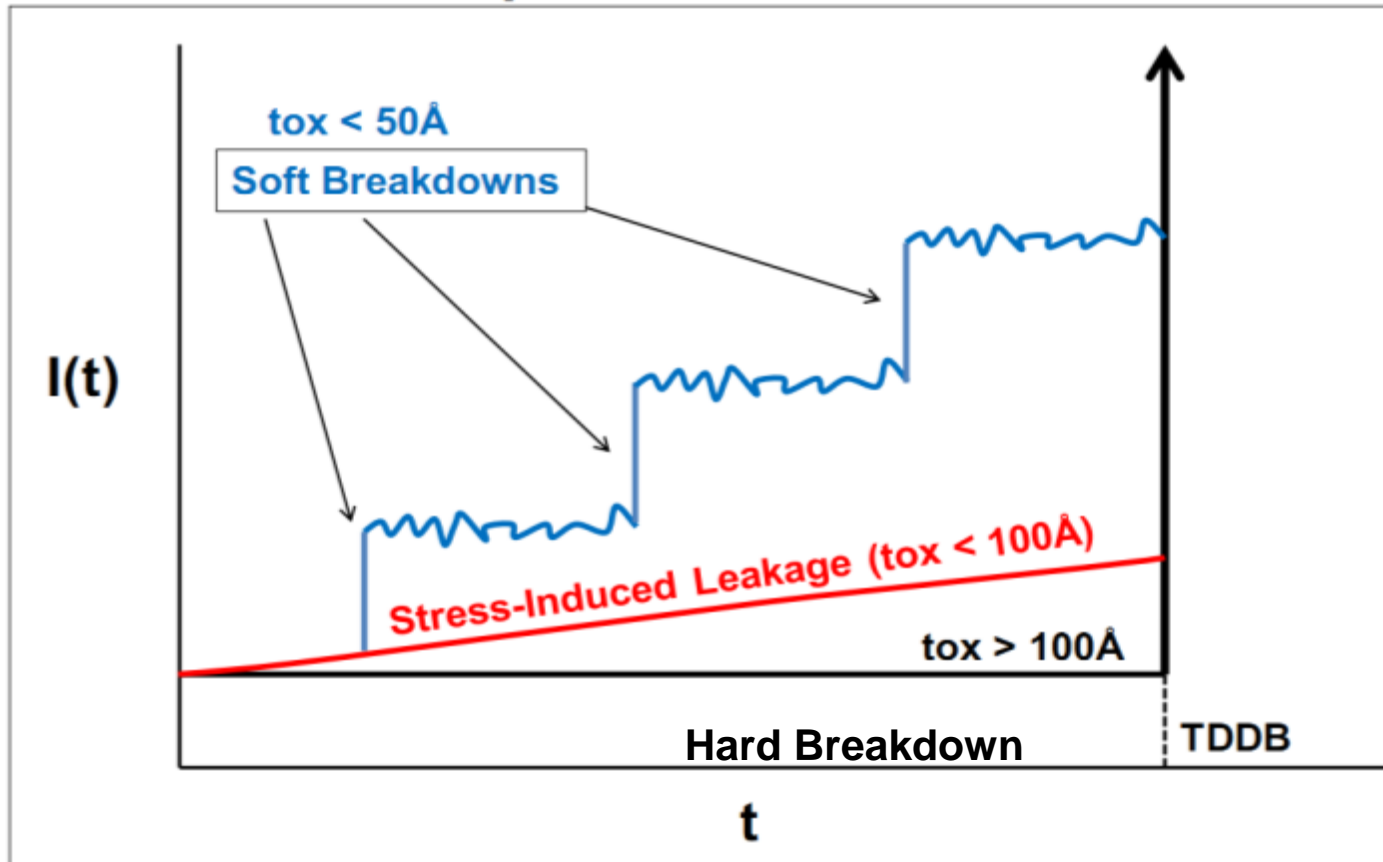 tox < 50Å
Soft Breakdowns
I(t)
Stress-Induced Leakage (tox < 100Å)
tox > 100Å
Hard Breakdown
TDDB
t